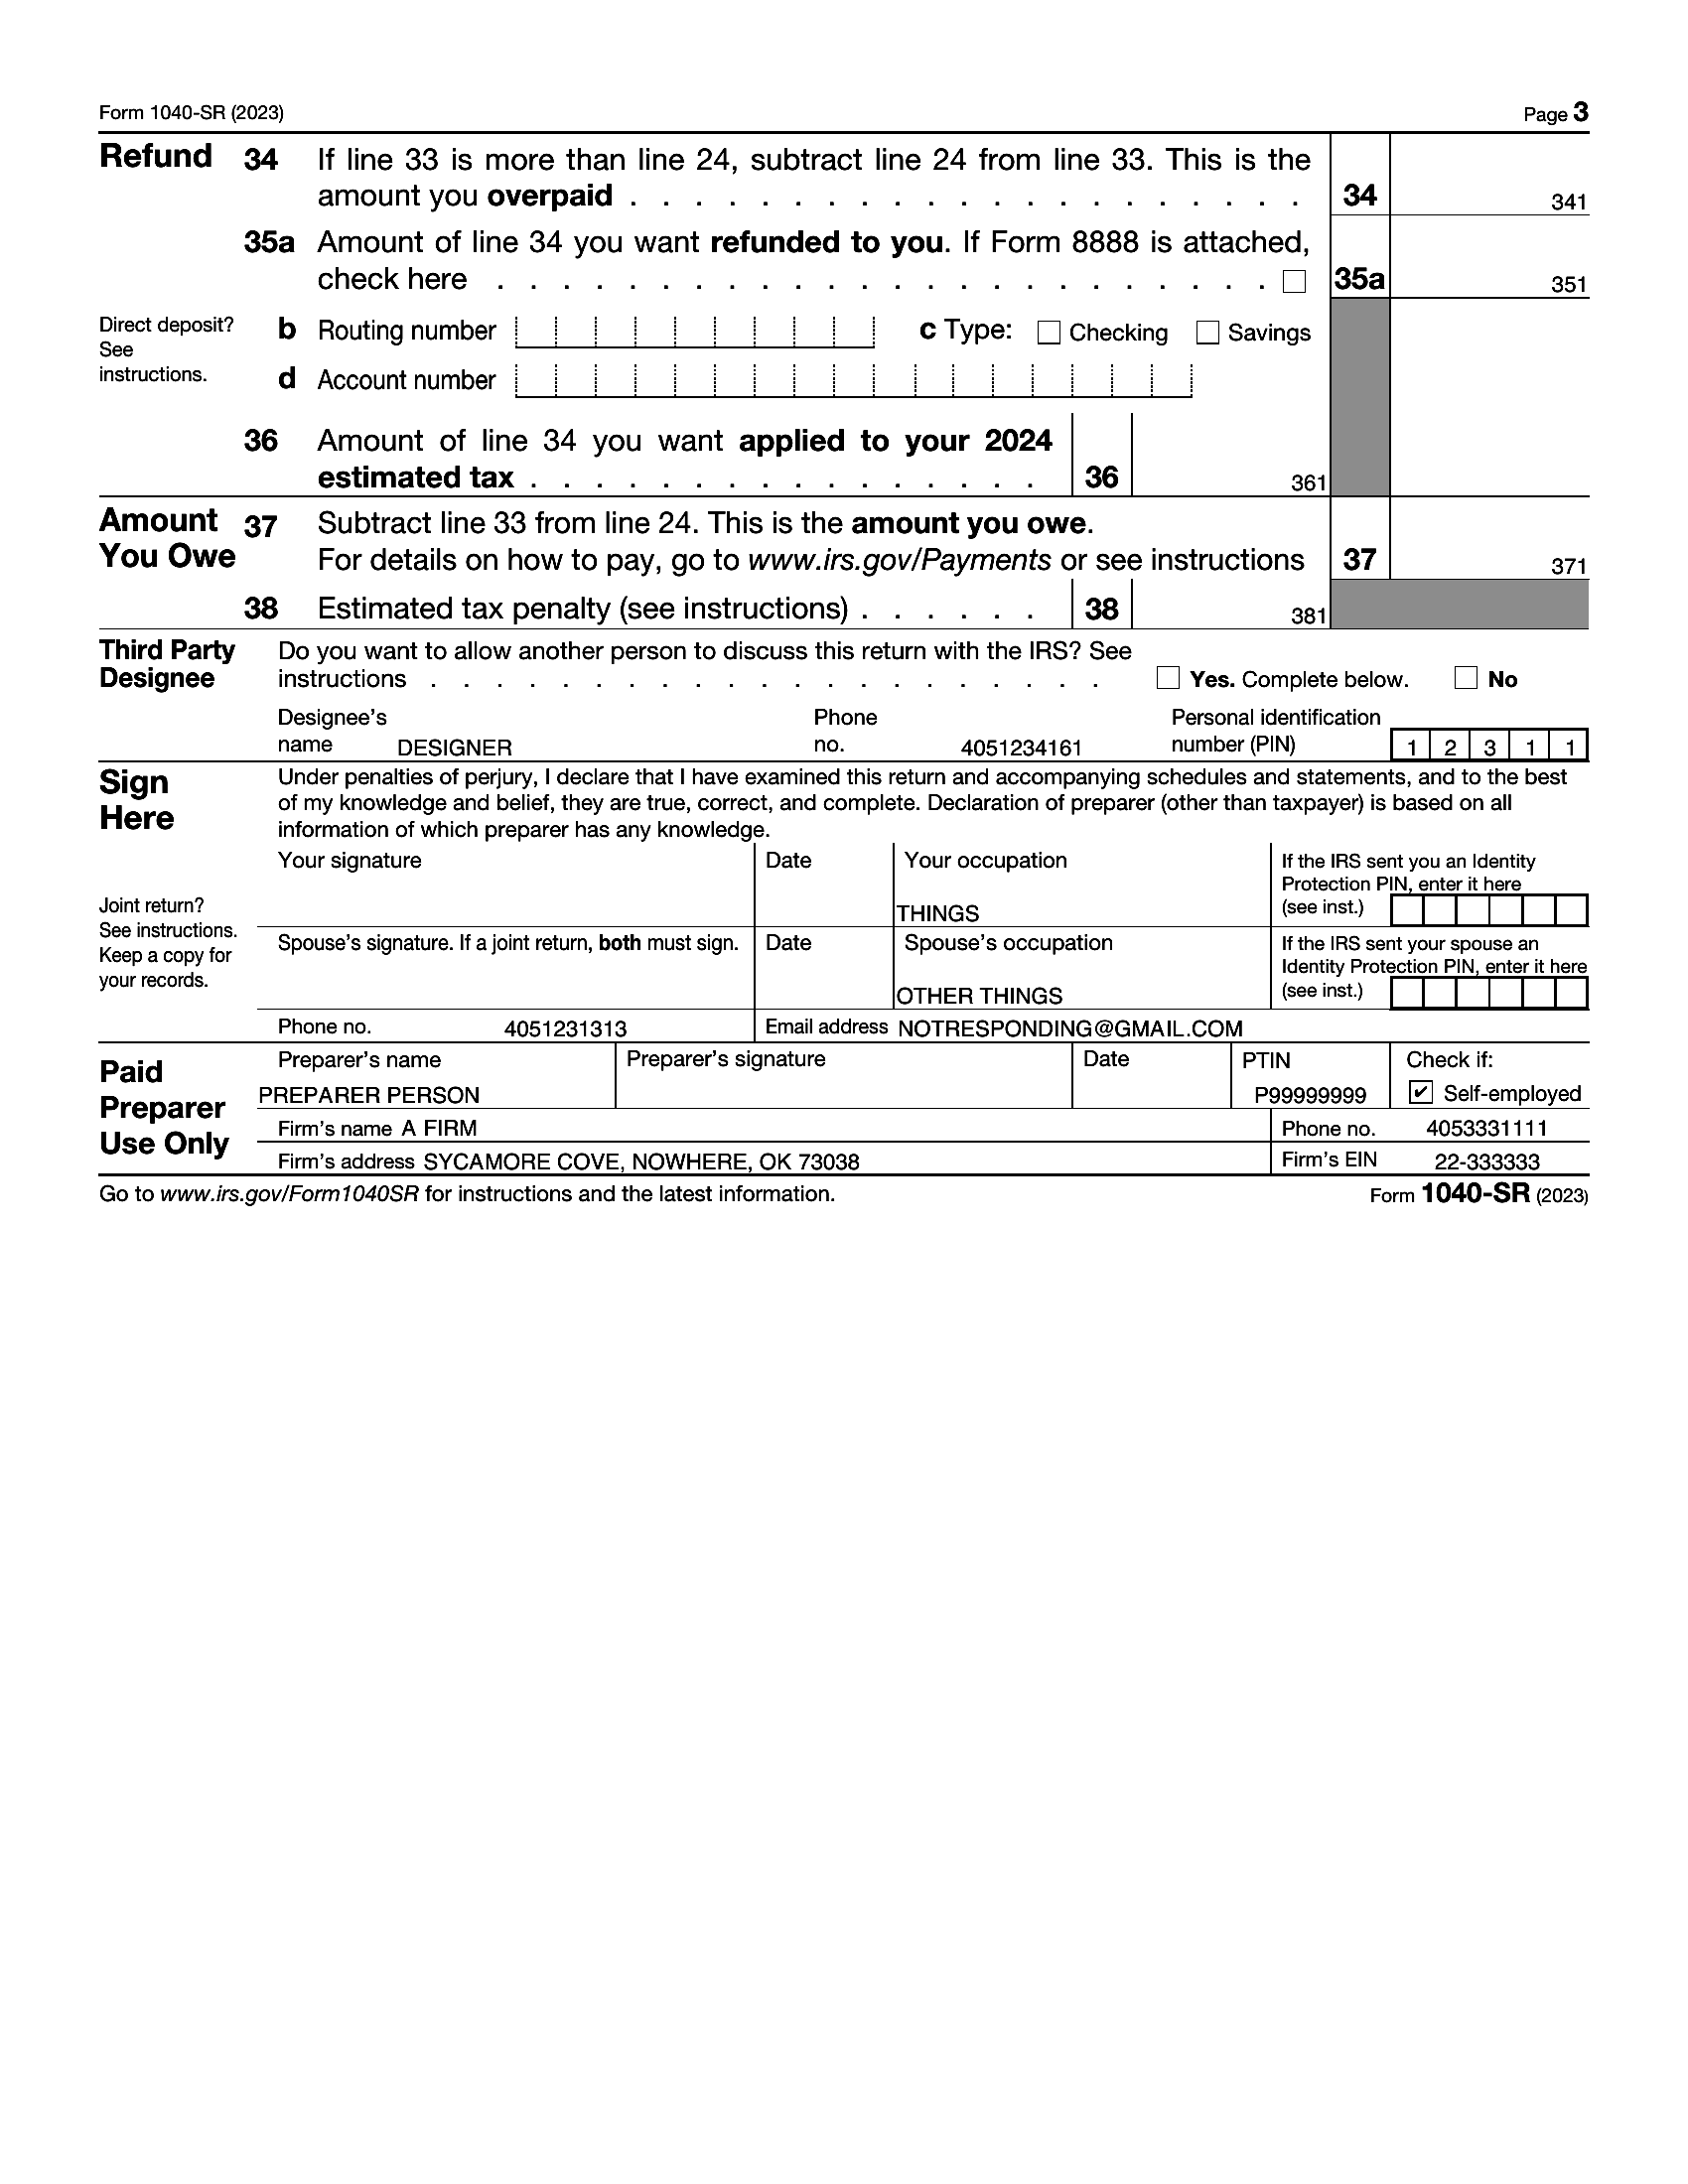 Form 1040-SR (2023) Page 3
Refund 34 If line 33 is more than line 24, subtract line 24 from line 33. This is the
amount you overpaid . . . . . . . . . . . . . . . . . . . . . 34 341
35a Amount of line 34 you want refunded to you. If Form 8888 is attached,
check here . . . . . . . . . . . . . . . . . . . . . . . . 35a 351
Direct deposit? See instructions.
b Routing number c Type: Checking Savings
d Account number
36 Amount of line 34 you want applied to your 2024
estimated tax . . . . . . . . . . . . . . . . 36 361
Amount You Owe
37 Subtract line 33 from line 24. This is the amount you owe.
For details on how to pay, go to www.irs.gov/Payments or see instructions 37 371
38 Estimated tax penalty (see instructions) . . . . . . 38 381
Third Party Designee
Do you want to allow another person to discuss this return with the IRS? See
instructions . . . . . . . . . . . . . . . . . . . . . Yes. Complete below. No
Designee's name DESIGNER Phone no. 4051234161 Personal identification number (PIN) 1 2 3 1 1
Sign Here
Under penalties of perjury, I declare that I have examined this return and accompanying schedules and statements, and to the best
of my knowledge and belief, they are true, correct, and complete. Declaration of preparer (other than taxpayer) is based on all
information of which preparer has any knowledge.
Joint return?
See instructions.
Keep a copy for
your records.
Your signature Date Your occupation
THINGS
If the IRS sent you an Identity
Protection PIN, enter it here
(see inst.)
Spouse's signature. If a joint return, both must sign. Date Spouse's occupation
OTHER THINGS
If the IRS sent your spouse an
Identity Protection PIN, enter it here
(see inst.)
Phone no. 4051231313 Email address NOTRESPONDING@GMAIL.COM
Paid Preparer Use Only
Preparer's name Preparer's signature Date PTIN Check if:
PREPARER PERSON P99999999 ✔ Self-employed
Firm's name A FIRM Phone no. 4053331111
Firm's address SYCAMORE COVE, NOWHERE, OK 73038 Firm's EIN 22-333333
Go to www.irs.gov/Form1040SR for instructions and the latest information. Form 1040-SR (2023)